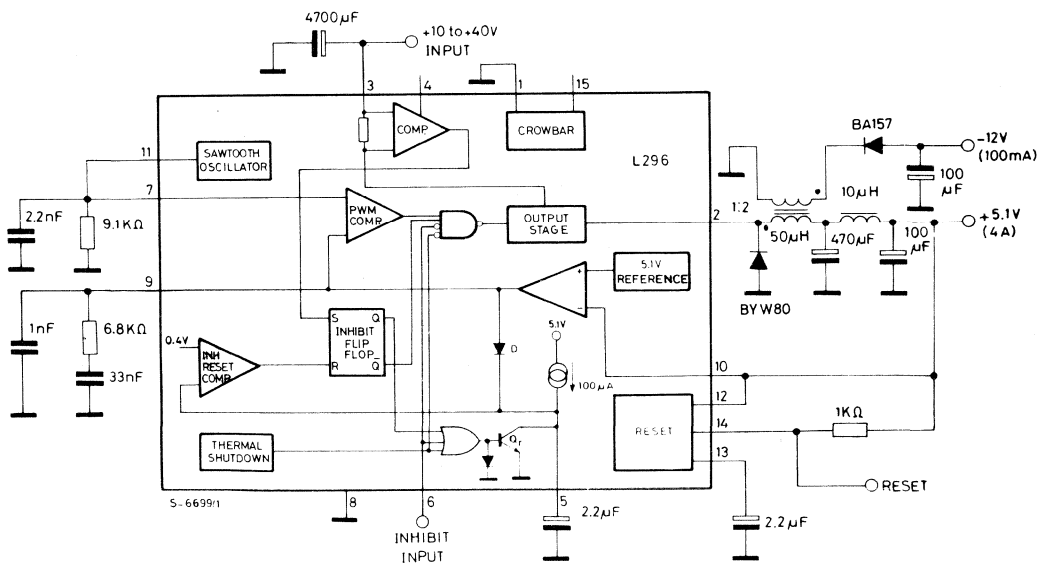 4700µF
+10 to +40V
INPUT
3
4
1
15
COMP.
CROWBAR
L296
BA157
-12V
(100mA)
100
µF
11
SAWTOOTH
OSCILLATOR
7
PWM
COMP.
OUTPUT
STAGE
2
1:2
10µH
+5.1V
(4A)
2.2nF
9.1KΩ
50µH
470µF
100
µF
BYW80
5.1V
REFERENCE
+
-
9
1nF
6.8KΩ
33nF
0.4V
INH
RESET
COMP.
S
Q
INHIBIT
FLIP
FLOP
R
Q
D
5.1V
100µA
10
12
14
13
RESET
1KΩ
RESET
THERMAL
SHUTDOWN
Qr
S-6699/1
8
6
5
INHIBIT
INPUT
2.2µF
2.2µF